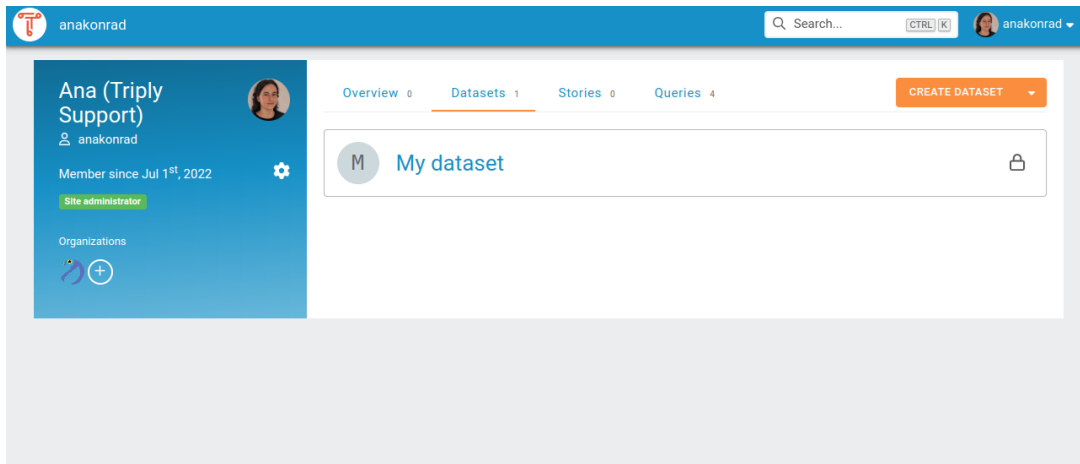 anakonrad
Search... CTRL K
anakonrad
Ana (Triply
Support)
anakonrad
Member since Jul 1st, 2022
Site administrator
Organizations
Overview 0 Datasets 1 Stories 0 Queries 4
CREATE DATASET
M My dataset